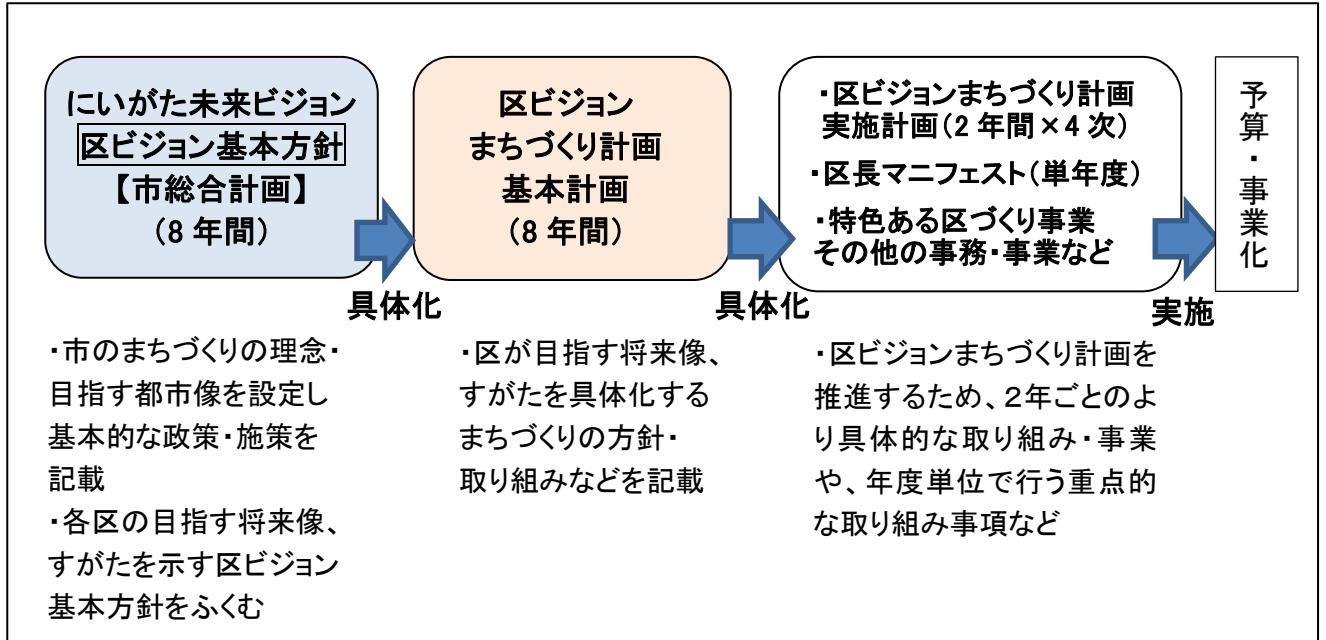 にいがた未来ビジョン
区ビジョン基本方針
【市総合計画】
（8年間）
具体化
区ビジョン
まちづくり計画
基本計画
（8年間）
具体化
・区ビジョンまちづくり計画
実施計画（2年間×4次）
・区長マニフェスト（単年度）
・特色ある区づくり事業
その他の事務・事業など
実施
予算・事業化
・市のまちづくりの理念・
目指す都市像を設定し
基本的な政策・施策を
記載
・各区の目指す将来像、
すがたを示す区ビジョン
基本方針をふくむ
・区が目指す将来像、
すがたを具体化する
まちづくりの方針・
取り組みなどを記載
・区ビジョンまちづくり計画を
推進するため、２年ごとのよ
り具体的な取り組み・事業
や、年度単位で行う重点的
な取り組み事項など